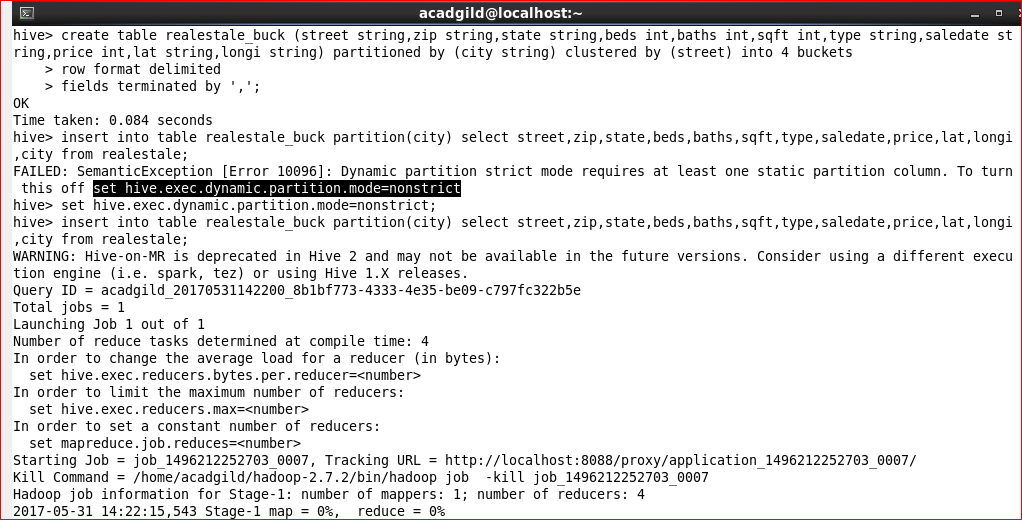 acadgild@localhost:~
hive> create table realestale_buck (street string,zip string,state string,beds int,baths int,sqft int,type string,saledate st
ring,price int,lat string,longi string) partitioned by (city string) clustered by (street) into 4 buckets
    > row format delimited
    > fields terminated by ',';
OK
Time taken: 0.084 seconds
hive> insert into table realestale_buck partition(city) select street,zip,state,beds,baths,sqft,type,saledate,price,lat,longi
,city from realestale;
FAILED: SemanticException [Error 10096]: Dynamic partition strict mode requires at least one static partition column. To turn
 this off set hive.exec.dynamic.partition.mode=nonstrict
hive> set hive.exec.dynamic.partition.mode=nonstrict;
hive> insert into table realestale_buck partition(city) select street,zip,state,beds,baths,sqft,type,saledate,price,lat,longi
,city from realestale;
WARNING: Hive-on-MR is deprecated in Hive 2 and may not be available in the future versions. Consider using a different execu
tion engine (i.e. spark, tez) or using Hive 1.X releases.
Query ID = acadgild_20170531142200_8b1bf773-4333-4e35-be09-c797fc322b5e
Total jobs = 1
Launching Job 1 out of 1
Number of reduce tasks determined at compile time: 4
In order to change the average load for a reducer (in bytes):
  set hive.exec.reducers.bytes.per.reducer=<number>
In order to limit the maximum number of reducers:
  set hive.exec.reducers.max=<number>
In order to set a constant number of reducers:
  set mapreduce.job.reduces=<number>
Starting Job = job_1496212252703_0007, Tracking URL = http://localhost:8088/proxy/application_1496212252703_0007/
Kill Command = /home/acadgild/hadoop-2.7.2/bin/hadoop job  -kill job_1496212252703_0007
Hadoop job information for Stage-1: number of mappers: 1; number of reducers: 4
2017-05-31 14:22:15,543 Stage-1 map = 0%,  reduce = 0%